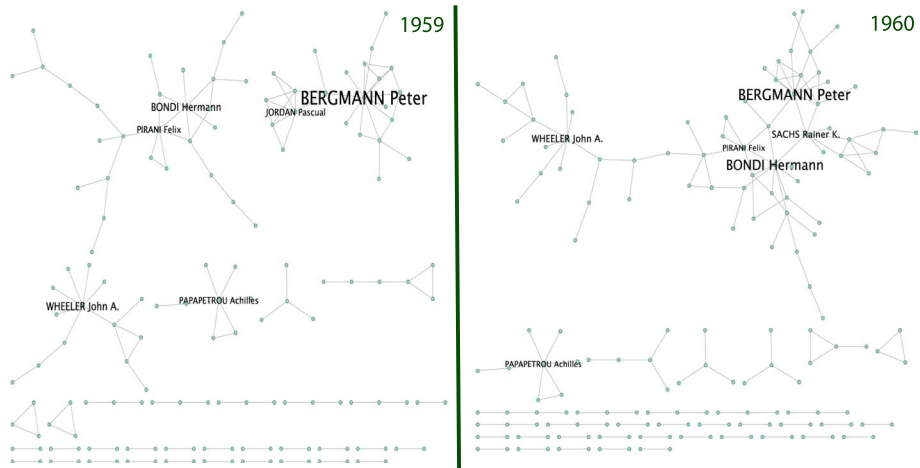 1959
BONDI Hermann
PIRANI Felix
BERGMANN Peter
JORDAN Pascual
WHEELER John A.
PAPAPETROU Achilles
1960
BERGMANN Peter
WHEELER John A.
SACHS Rainer K.
PIRANI Felix
BONDI Hermann
PAPAPETROU Achilles